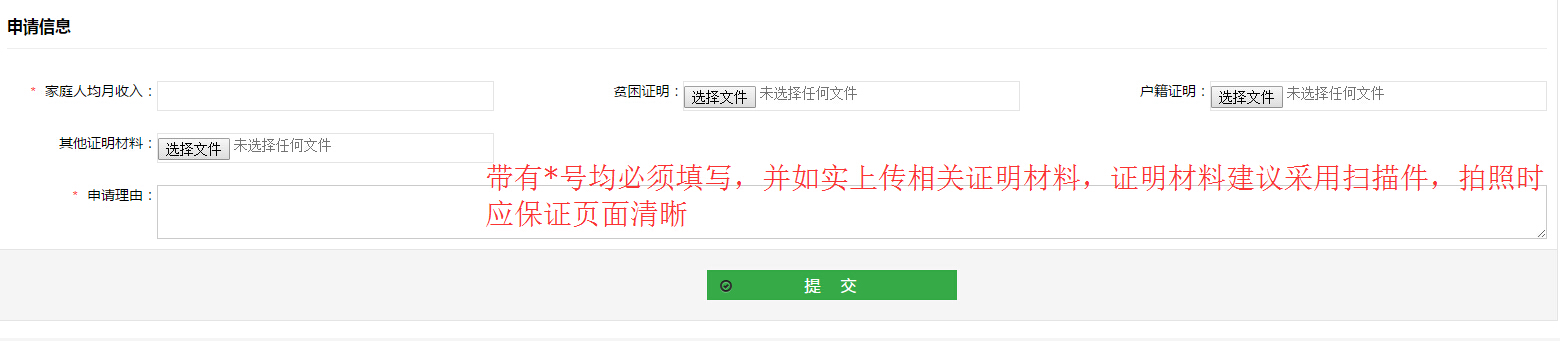 申请信息
* 家庭人均月收入：
贫困证明：选择文件 未选择任何文件
户籍证明：选择文件 未选择任何文件
其他证明材料：选择文件 未选择任何文件
* 申请理由：
带有*号均必须填写，并如实上传相关证明材料，证明材料建议采用扫描件，拍照时
应保证页面清晰
提 交